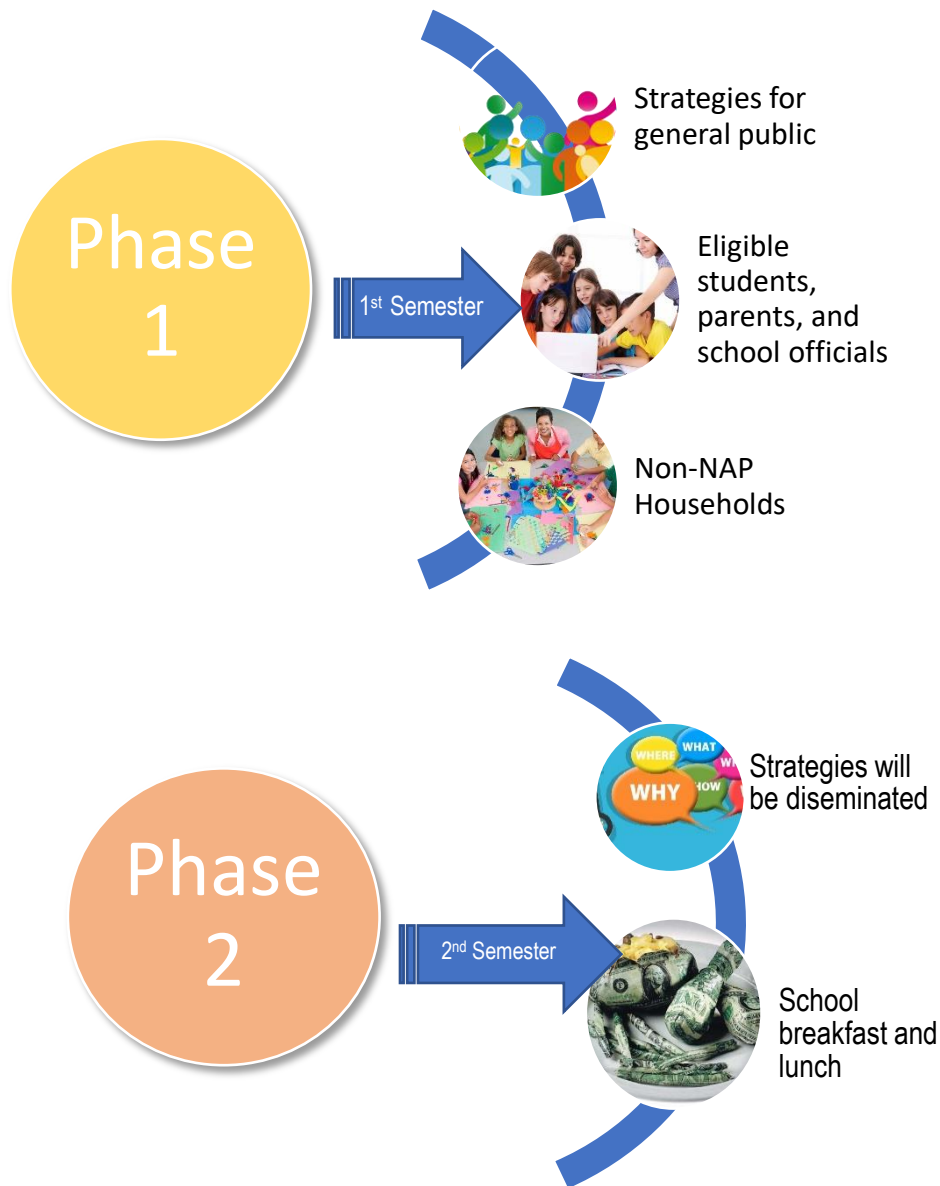 Strategies for
general public
Phase
1
1st Semester
Eligible
students,
parents, and
school officials
Non-NAP
Households
WHERE
WHAT
WHY
HOW
Strategies will
be diseminated
Phase
2
2nd Semester
School
breakfast and
lunch